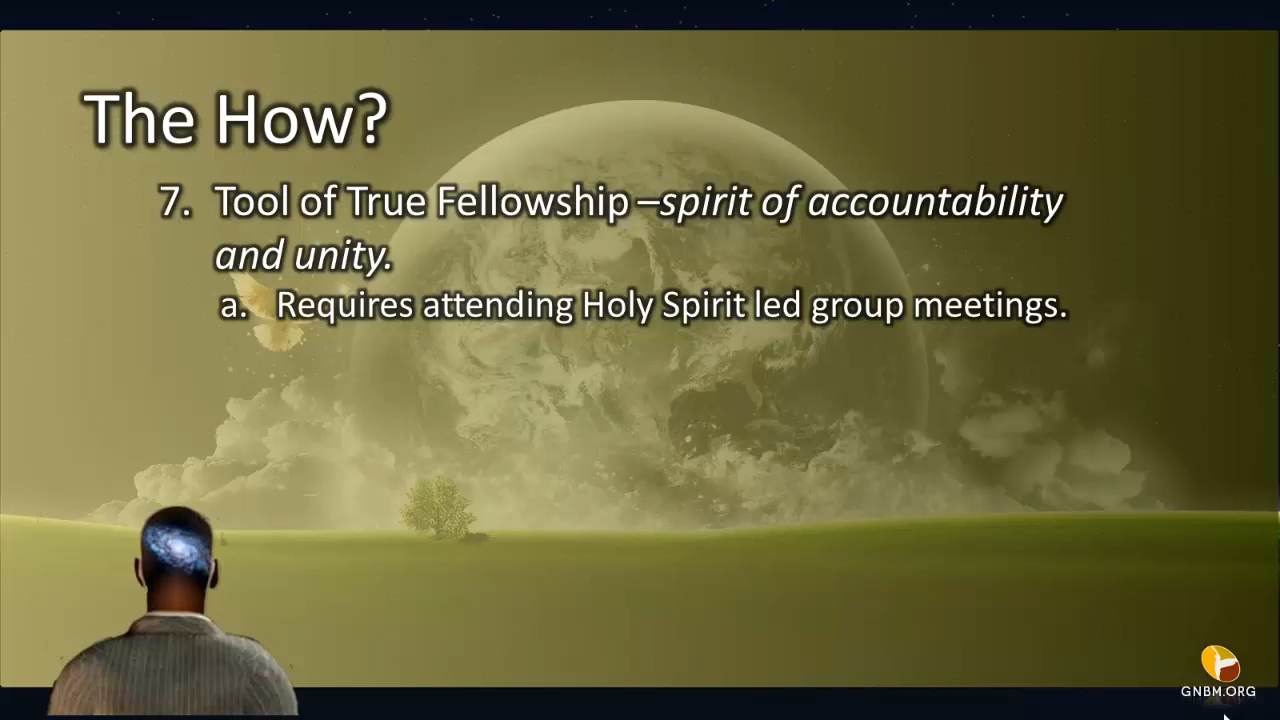 The How?
7. Tool of True Fellowship –spirit of accountability
and unity.
a. Requires attending Holy Spirit led group meetings.
GNBM.ORG